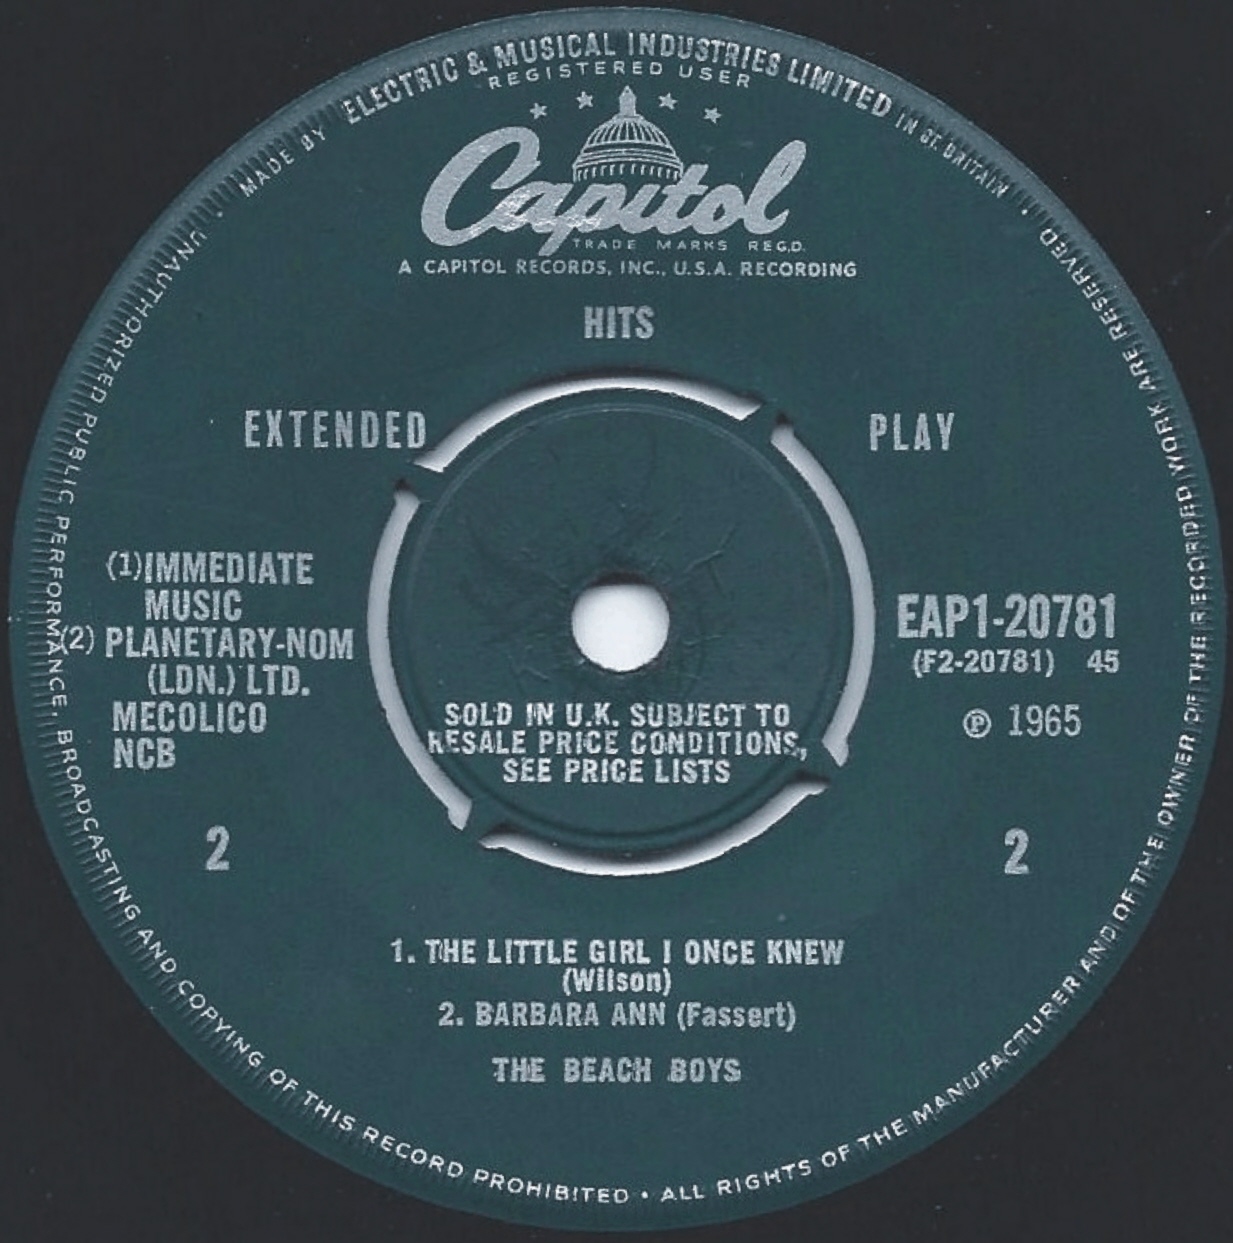 MADE BY ELECTRIC & MUSICAL INDUSTRIES LIMITED IN GT. BRITAIN
REGISTERED USER
Capitol
TRADE MARKS REGD.
A CAPITOL RECORDS, INC., U.S.A. RECORDING
HITS
EXTENDED PLAY
(1)IMMEDIATE
MUSIC
(2) PLANETARY-NOM
(LDN.) LTD.
MECOLICO
NCB
EAP1-20781
(F2-20781) 45
℗ 1965
SOLD IN U.K. SUBJECT TO
RESALE PRICE CONDITIONS,
SEE PRICE LISTS
2 2
1. THE LITTLE GIRL I ONCE KNEW
(Wilson)
2. BARBARA ANN (Fassert)
THE BEACH BOYS
UNAUTHORIZED PUBLIC PERFORMANCE, BROADCASTING AND COPYING OF THIS RECORD PROHIBITED • ALL RIGHTS OF THE MANUFACTURER AND OF THE OWNER OF THE RECORDED WORK ARE RESERVED